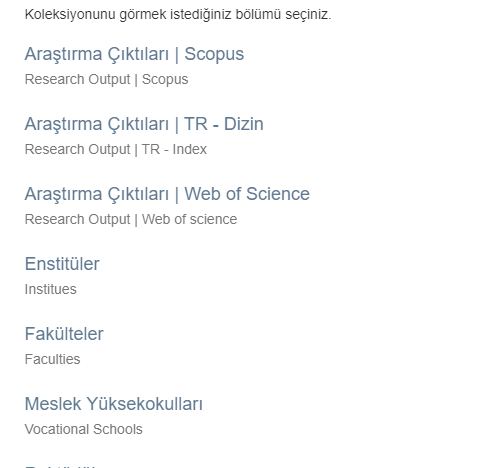 Koleksiyonunu görmek istediğiniz bölümü seçiniz.
Araştırma Çıktıları | Scopus
Research Output | Scopus
Araştırma Çıktıları | TR - Dizin
Research Output | TR - Index
Araştırma Çıktıları | Web of Science
Research Output | Web of science
Enstitüler
Institues
Fakülteler
Faculties
Meslek Yüksekokulları
Vocational Schools